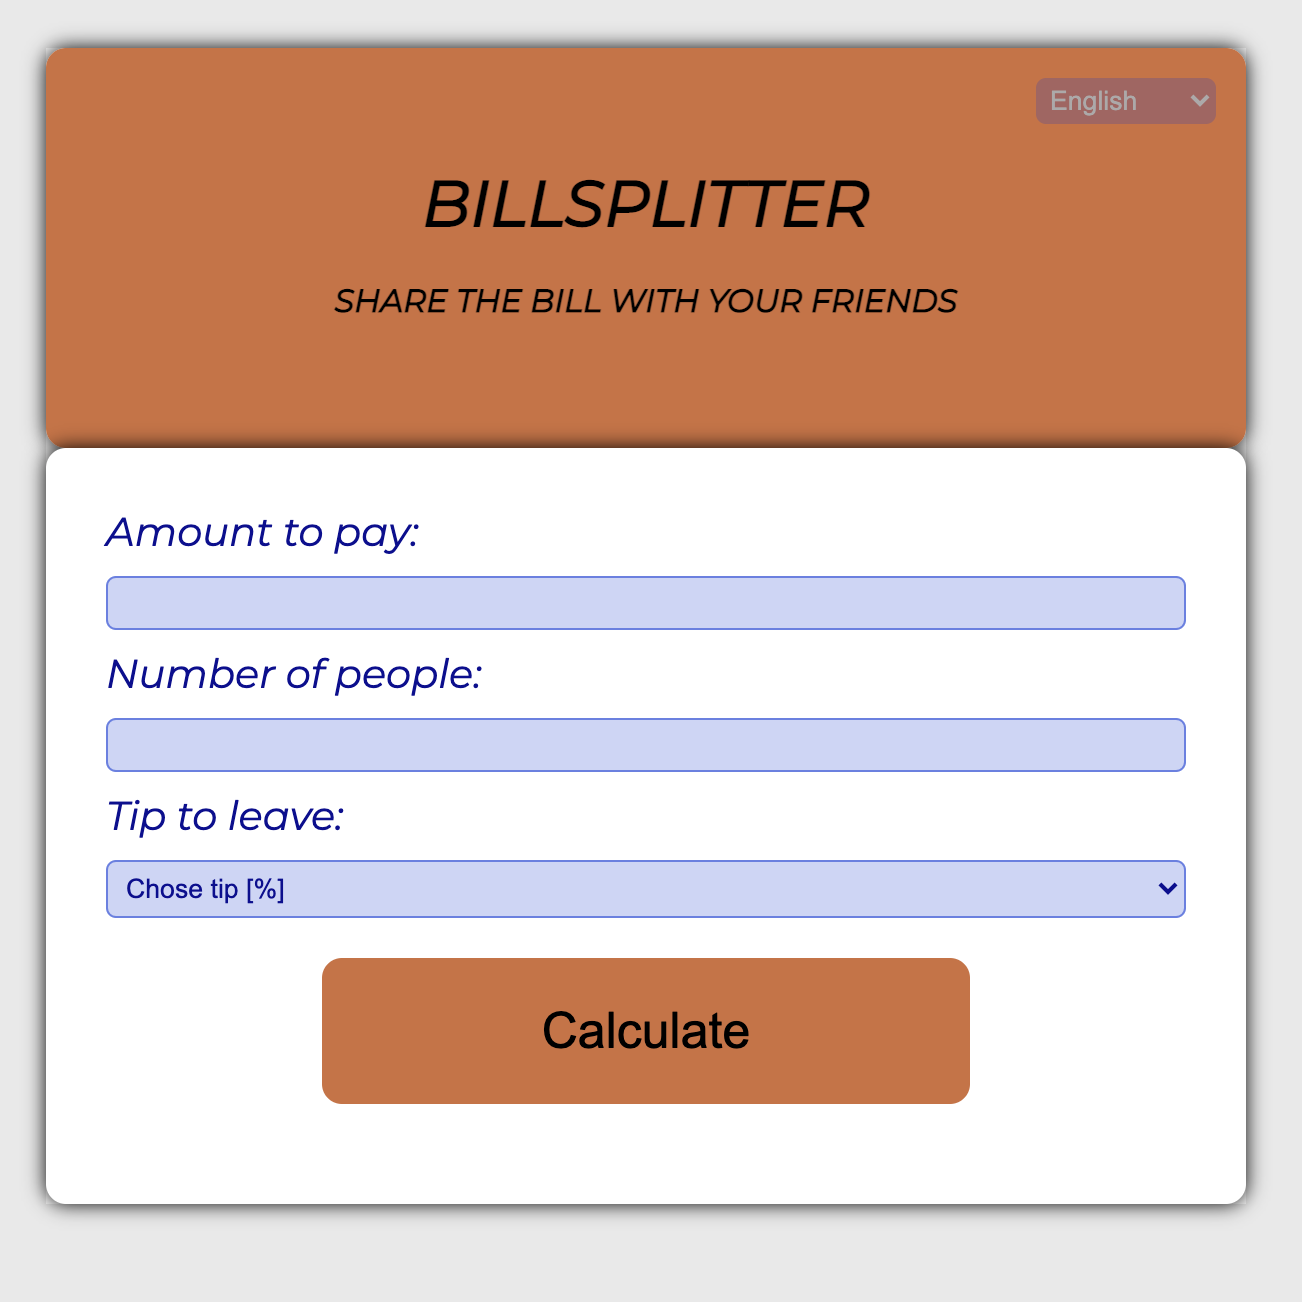 English
BILLSPLITTER
SHARE THE BILL WITH YOUR FRIENDS
Amount to pay:
Number of people:
Tip to leave:
Chose tip [%]
Calculate